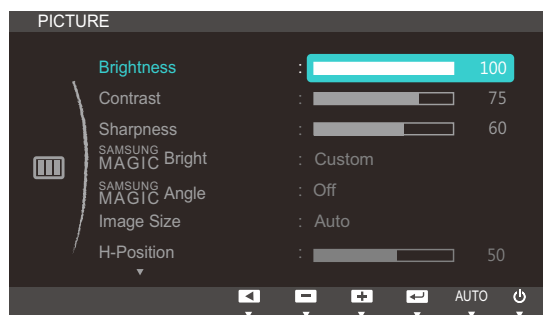 PICTURE
Brightness : 100
Contrast : 75
Sharpness : 60
SAMSUNG MAGIC Bright : Custom
SAMSUNG MAGIC Angle : Off
Image Size : Auto
H-Position : 50
AUTO